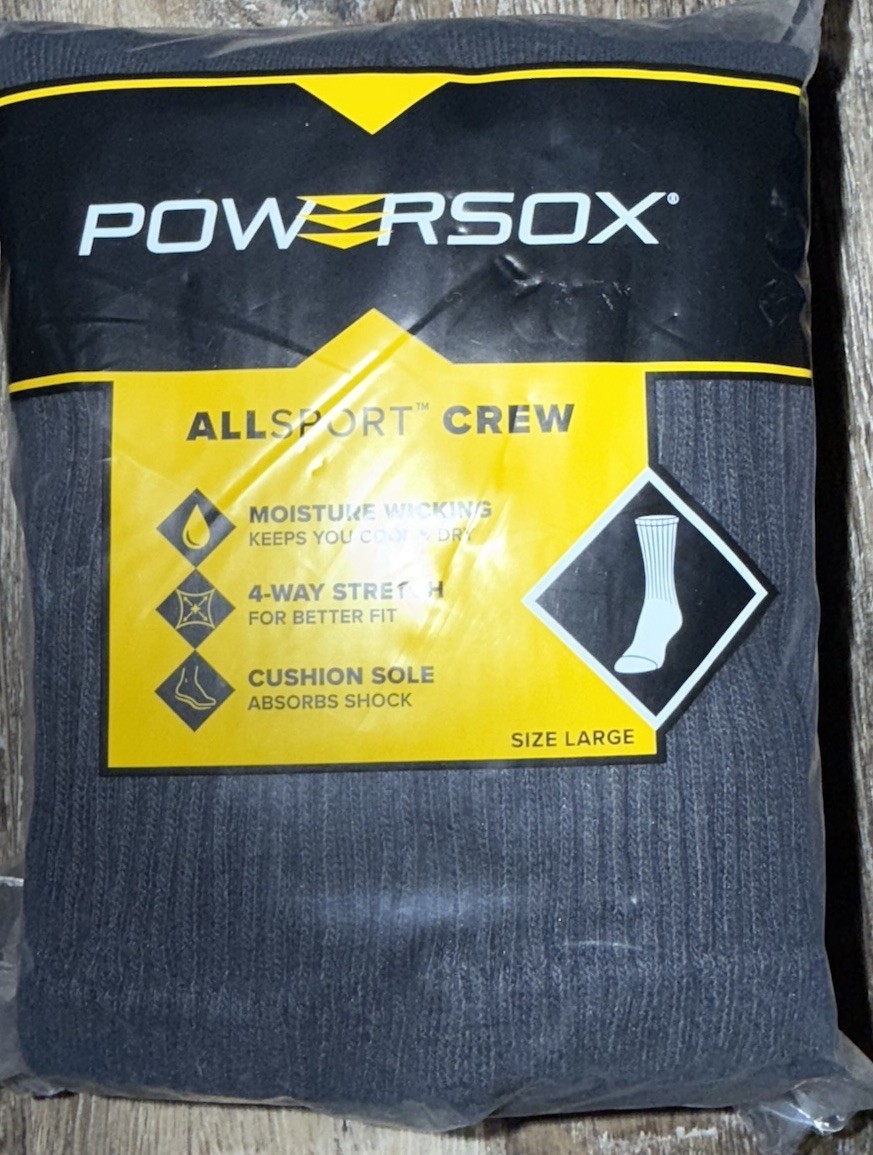 POWERSOX®
ALLSPORT™ CREW
MOISTURE WICKING
KEEPS YOU COOL & DRY
4-WAY STRETCH
FOR BETTER FIT
CUSHION SOLE
ABSORBS SHOCK
SIZE LARGE